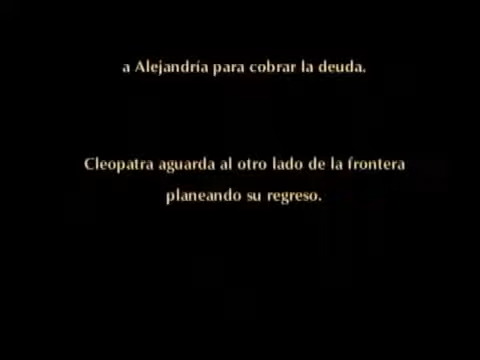 a Alejandría para cobrar la deuda.
Cleopatra aguarda al otro lado de la frontera
planeando su regreso.